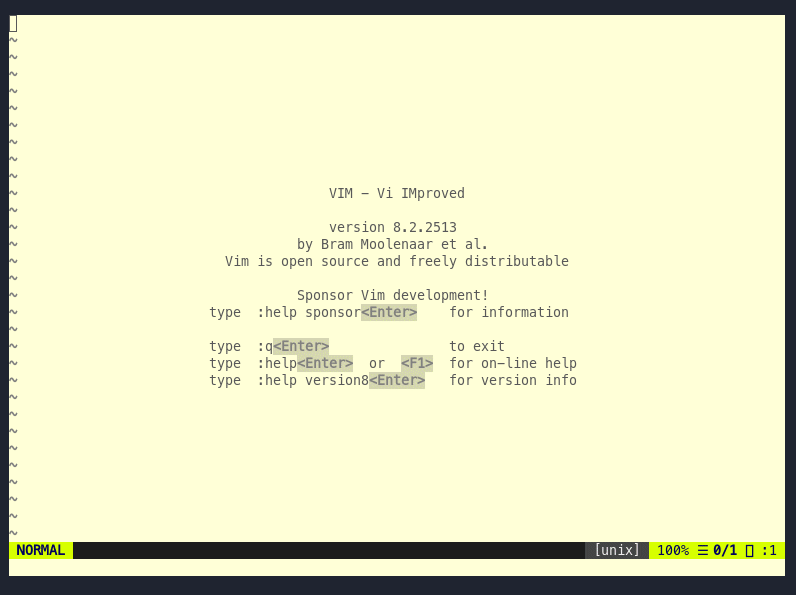 ~
~
~
~
~
~
~
~
~
VIM - Vi IMproved
~
~
version 8.2.2513
~
by Bram Moolenaar et al.
~
Vim is open source and freely distributable
~
~
Sponsor Vim development!
~
type  :help sponsor<Enter>    for information
~
~
type  :q<Enter>               to exit
~
type  :help<Enter>  or  <F1>  for on-line help
~
type  :help version8<Enter>   for version info
~
~
~
~
~
~
~
~
~
NORMAL [unix] 100% ☰ 0/1 :1